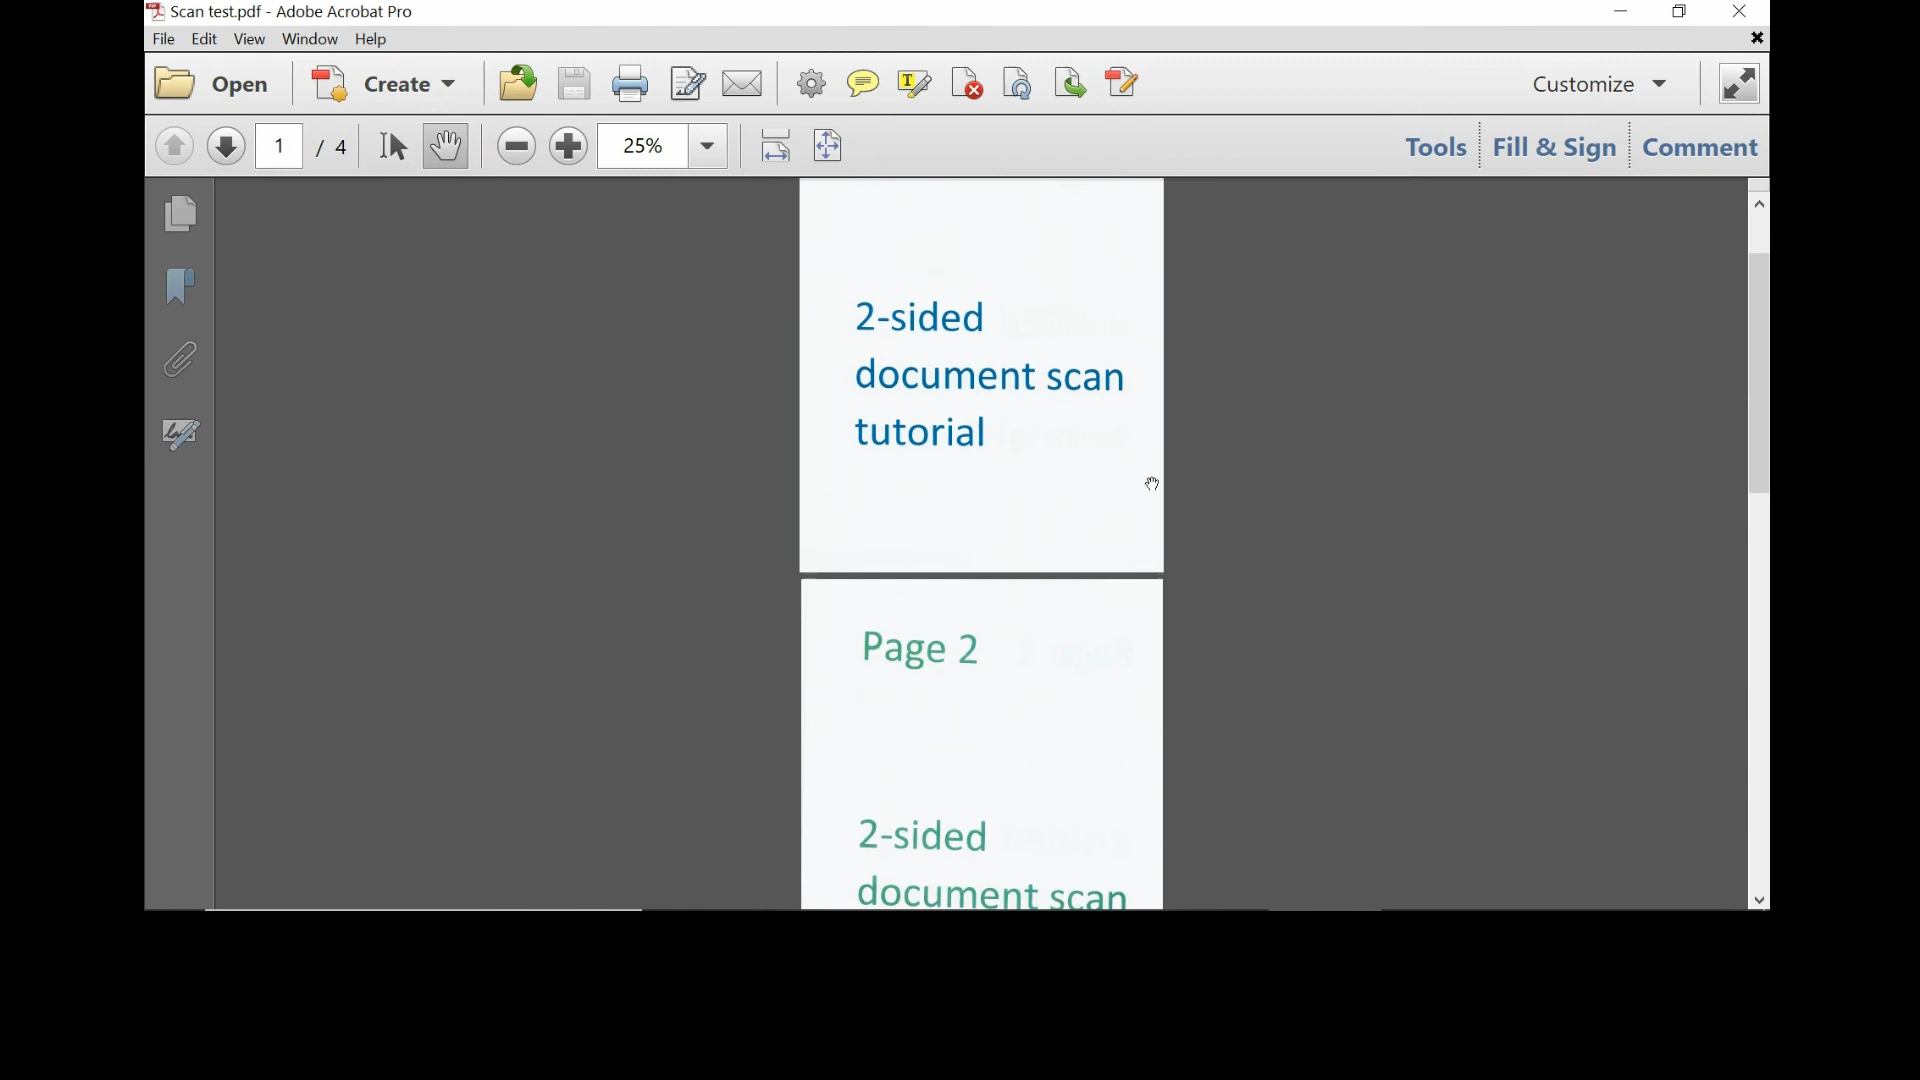 Scan test.pdf - Adobe Acrobat Pro
File Edit View Window Help
Open Create Customize
1 / 4 25% Tools Fill & Sign Comment
2-sided
document scan
tutorial
Page 2
2-sided
document scan